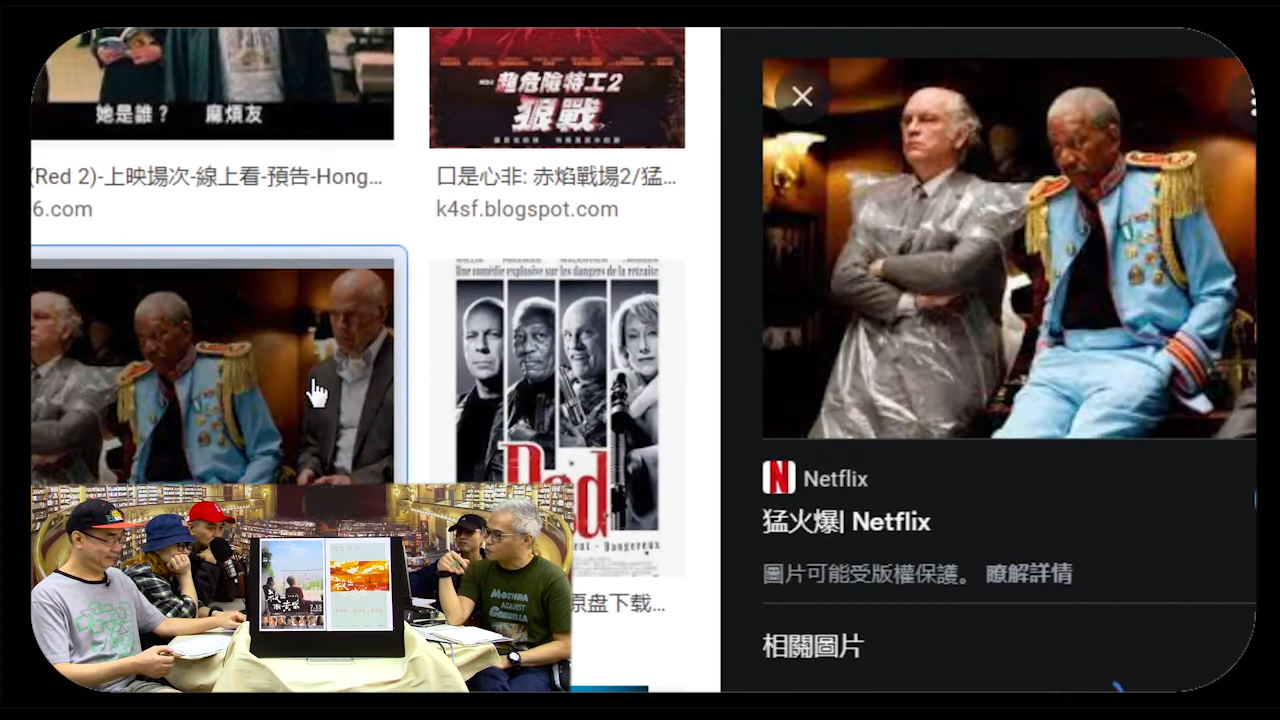 她是誰？ 麻煩友
超危險特工2
狠戰
(Red 2)-上映場次-線上看-預告-Hong...
6.com
口是心非: 赤焰戰場2/猛...
k4sf.blogspot.com
Une comédie explosive sur les dangers de la retraite
Red
原盘下载...
Netflix
猛火爆| Netflix
圖片可能受版權保護。 瞭解詳情
相關圖片
7.15
MOTHRA
AGAINST
GODZILLA